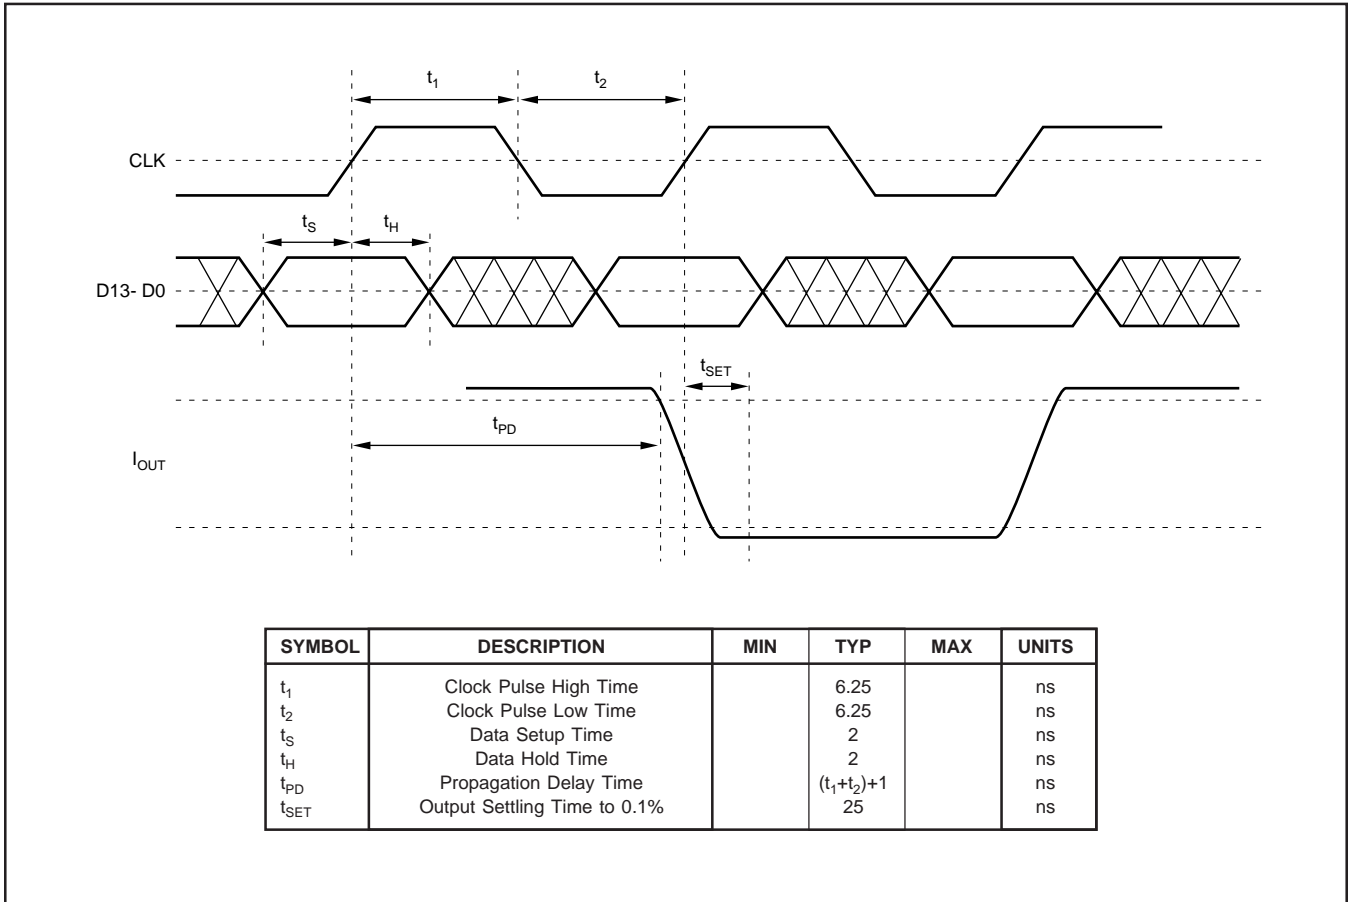 t₁ t₂
CLK
tS tH
D13- D0
tSET
tPD
IOUT
SYMBOL DESCRIPTION MIN TYP MAX UNITS
t₁ Clock Pulse High Time 6.25 ns
t₂ Clock Pulse Low Time 6.25 ns
tS Data Setup Time 2 ns
tH Data Hold Time 2 ns
tPD Propagation Delay Time (t₁+t₂)+1 ns
tSET Output Settling Time to 0.1% 25 ns